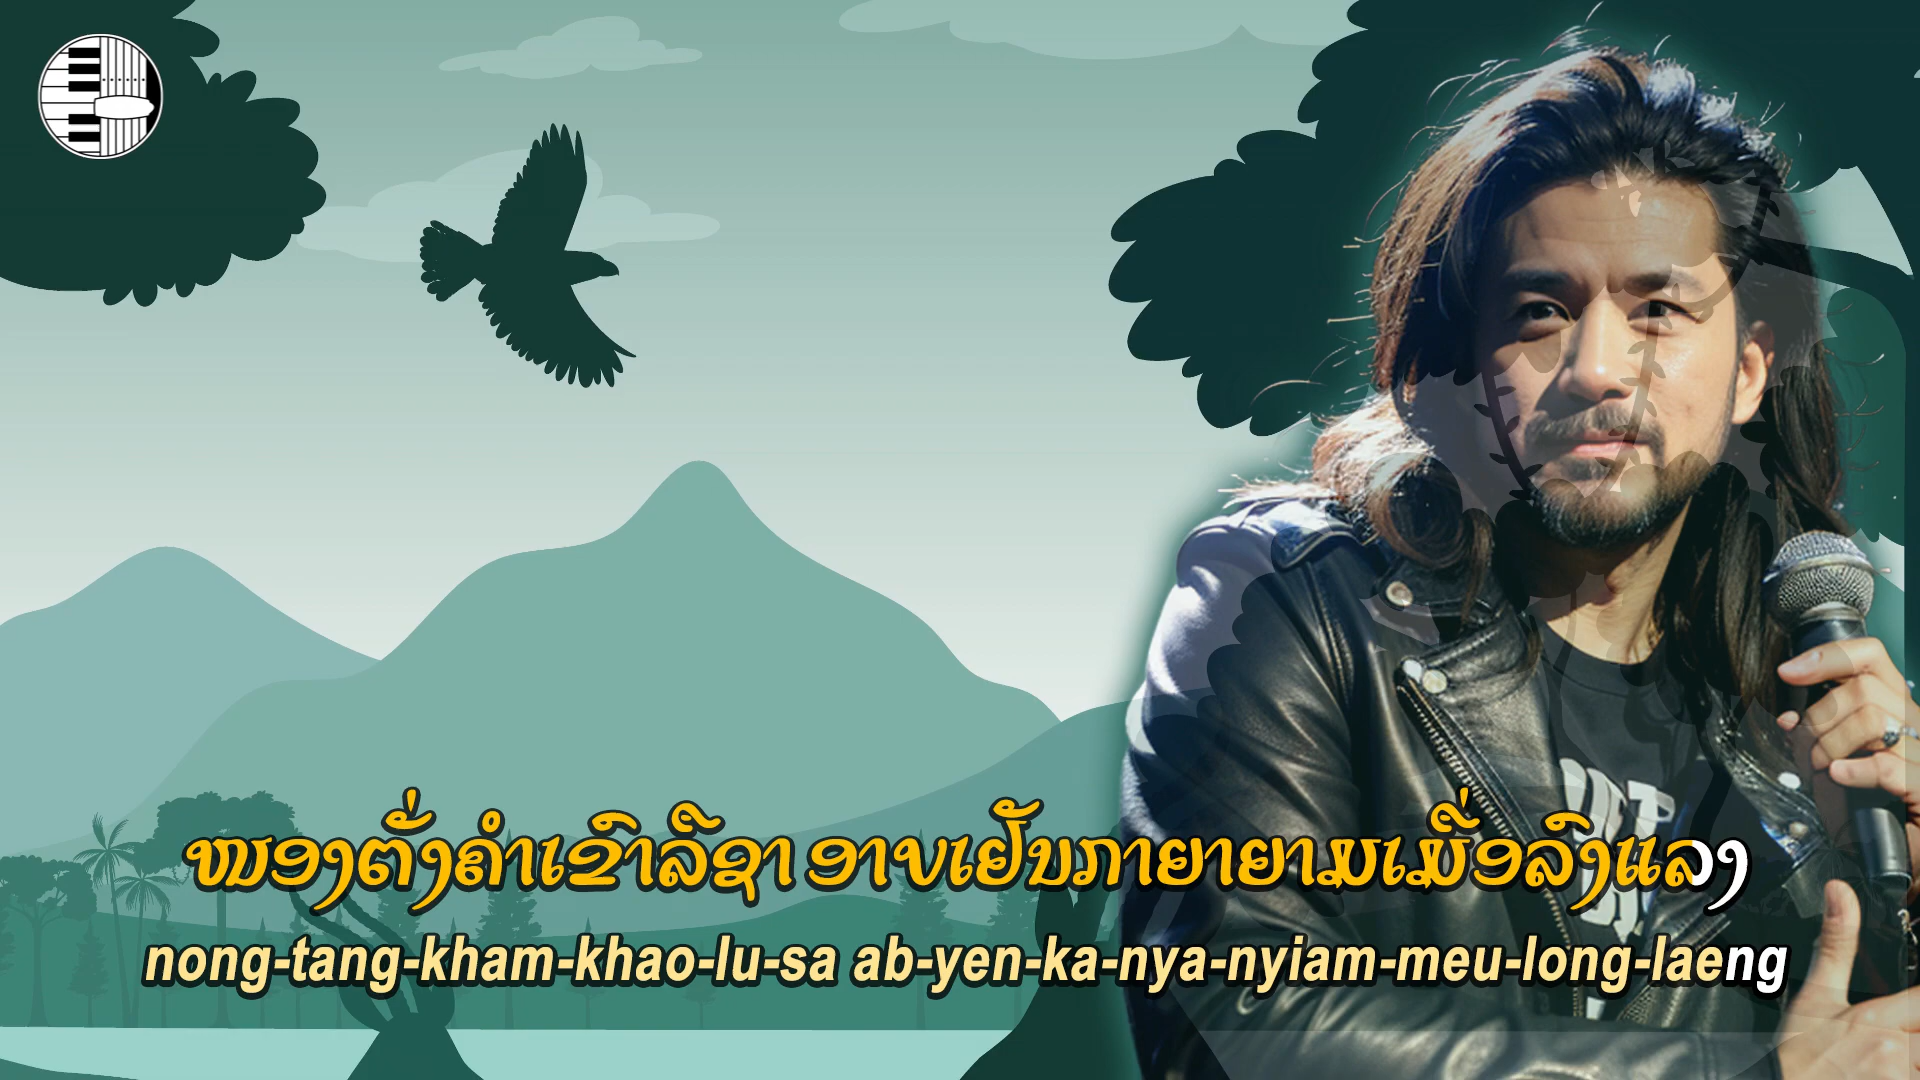 ໜອງຕັ່ງຄຳເຂົາລືຊາ ອາບເຢັນກາຍາຍາມເມື່ອລົງແລງ
nong-tang-kham-khao-lu-sa ab-yen-ka-nya-nyiam-meu-long-laeng